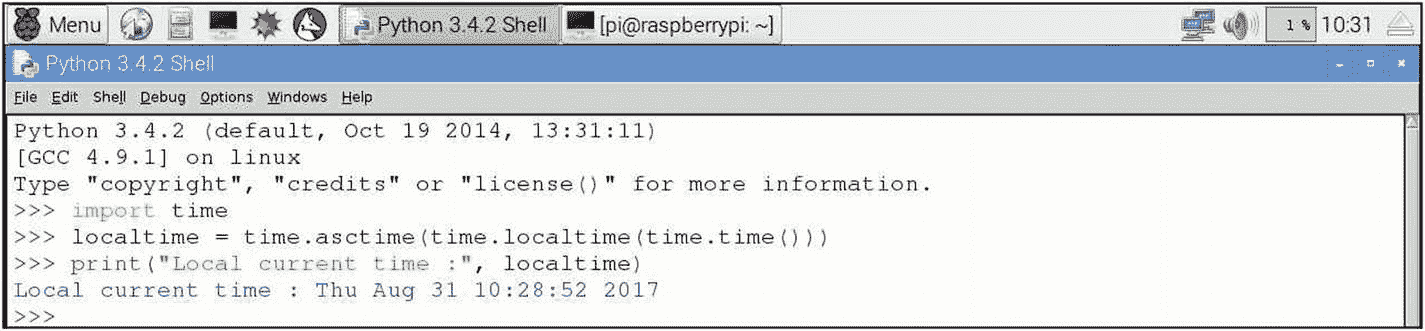 Menu Python 3.4.2 Shell [pi@raspberrypi: ~] 1 % 10:31
Python 3.4.2 Shell
File Edit Shell Debug Options Windows Help
Python 3.4.2 (default, Oct 19 2014, 13:31:11)
[GCC 4.9.1] on linux
Type "copyright", "credits" or "license()" for more information.
>>> import time
>>> localtime = time.asctime(time.localtime(time.time()))
>>> print("Local current time :", localtime)
Local current time : Thu Aug 31 10:28:52 2017
>>>